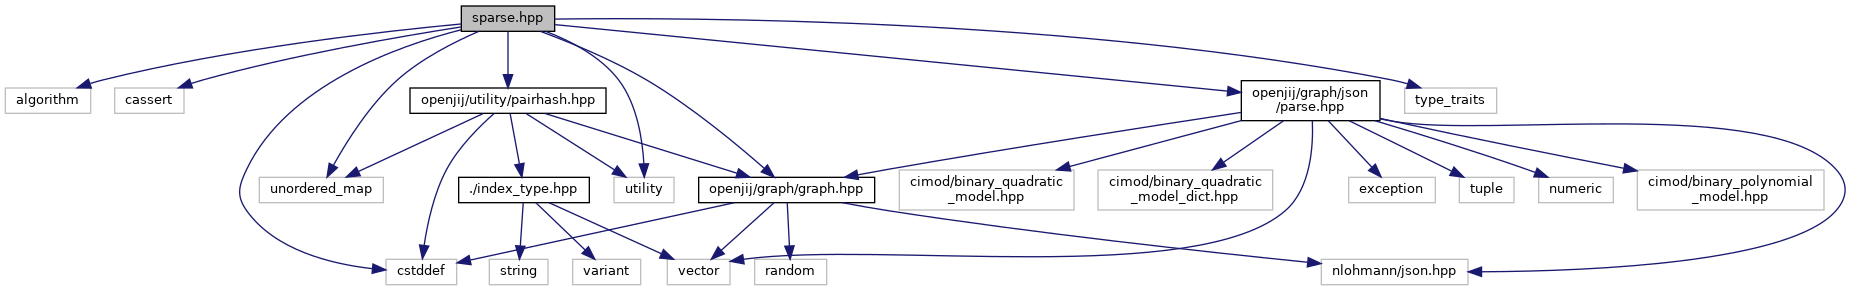 sparse.hpp
algorithm
cassert
openjij/utility/pairhash.hpp
openjij/graph/json
/parse.hpp
type_traits
unordered_map
./index_type.hpp
utility
openjij/graph/graph.hpp
cimod/binary_quadratic
_model.hpp
cimod/binary_quadratic
_model_dict.hpp
exception
tuple
numeric
cimod/binary_polynomial
_model.hpp
cstddef
string
variant
vector
random
nlohmann/json.hpp